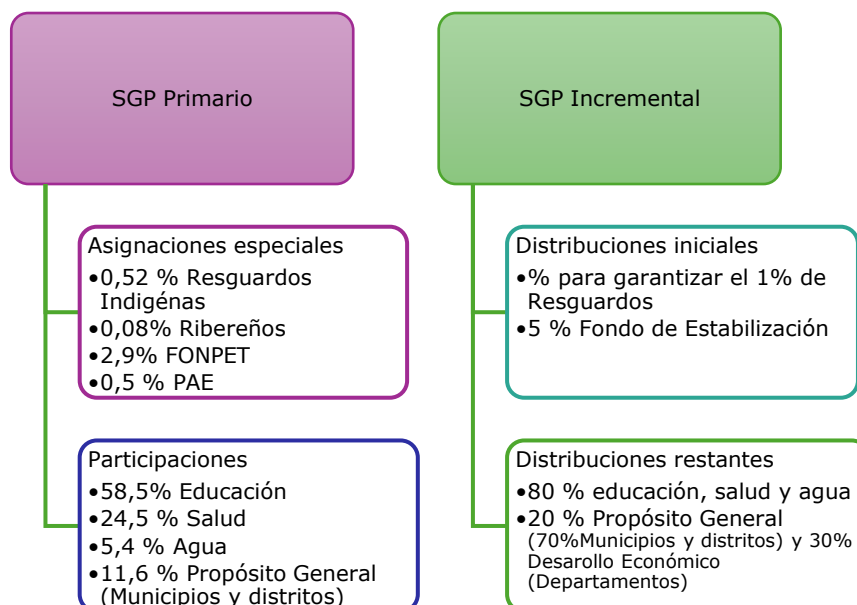 SGP Primario
Asignaciones especiales
•0,52 % Resguardos
Indigénas
•0,08% Ribereños
•2,9% FONPET
•0,5 % PAE
Participaciones
•58,5% Educación
•24,5 % Salud
•5,4 % Agua
•11,6 % Propósito General
(Municipios y distritos)
SGP Incremental
Distribuciones iniciales
•% para garantizar el 1% de
Resguardos
•5 % Fondo de Estabilización
Distribuciones restantes
•80 % educación, salud y agua
•20 % Propósito General
(70%Municipios y distritos) y 30%
Desarollo Económico
(Departamentos)